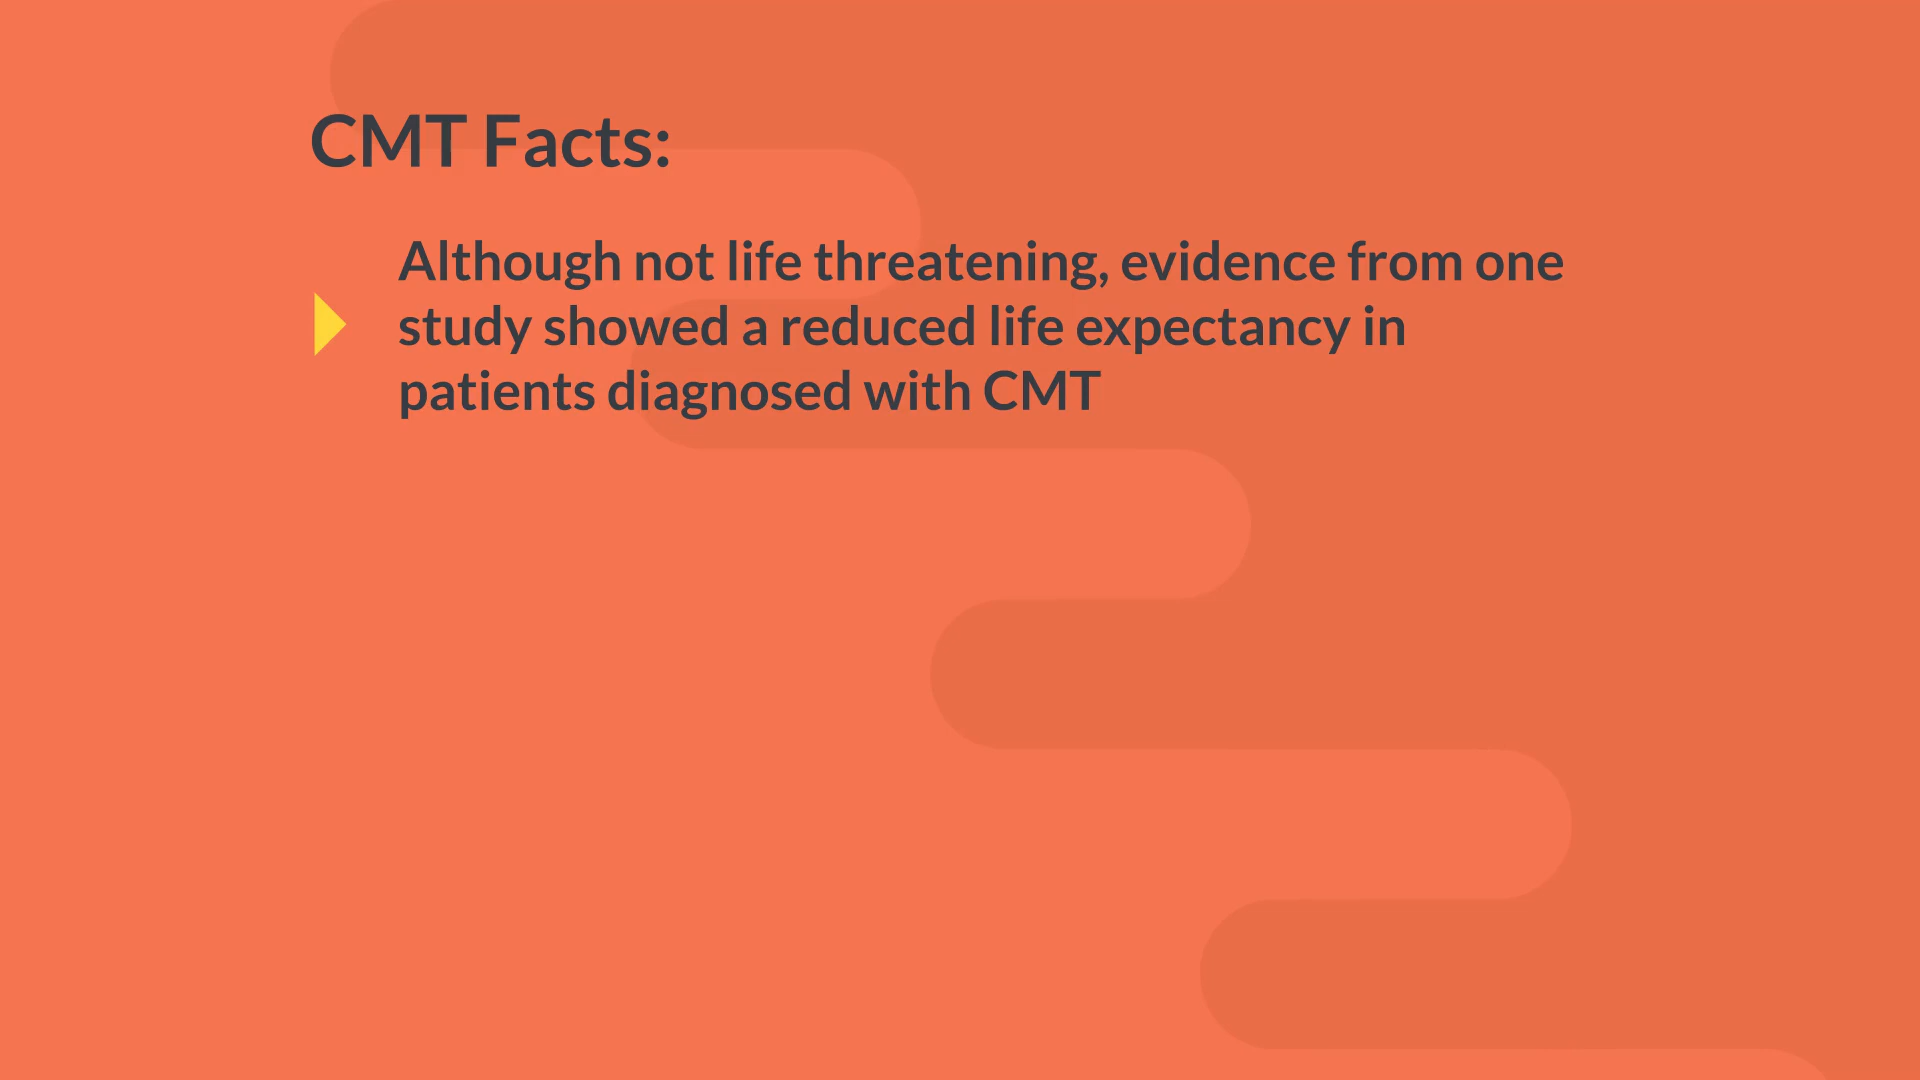 CMT Facts:
Although not life threatening, evidence from one
study showed a reduced life expectancy in
patients diagnosed with CMT